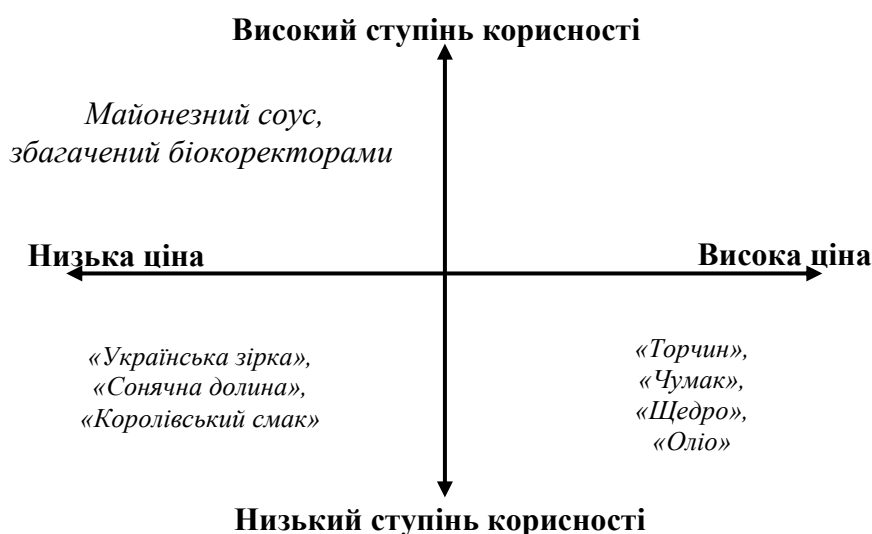 Високий ступінь корисності
Майонезний соус,
збагачений біокоректорами
Низька ціна
Висока ціна
«Українська зірка»,
«Сонячна долина»,
«Королівський смак»
«Торчин»,
«Чумак»,
«Щедро»,
«Оліо»
Низький ступінь корисності